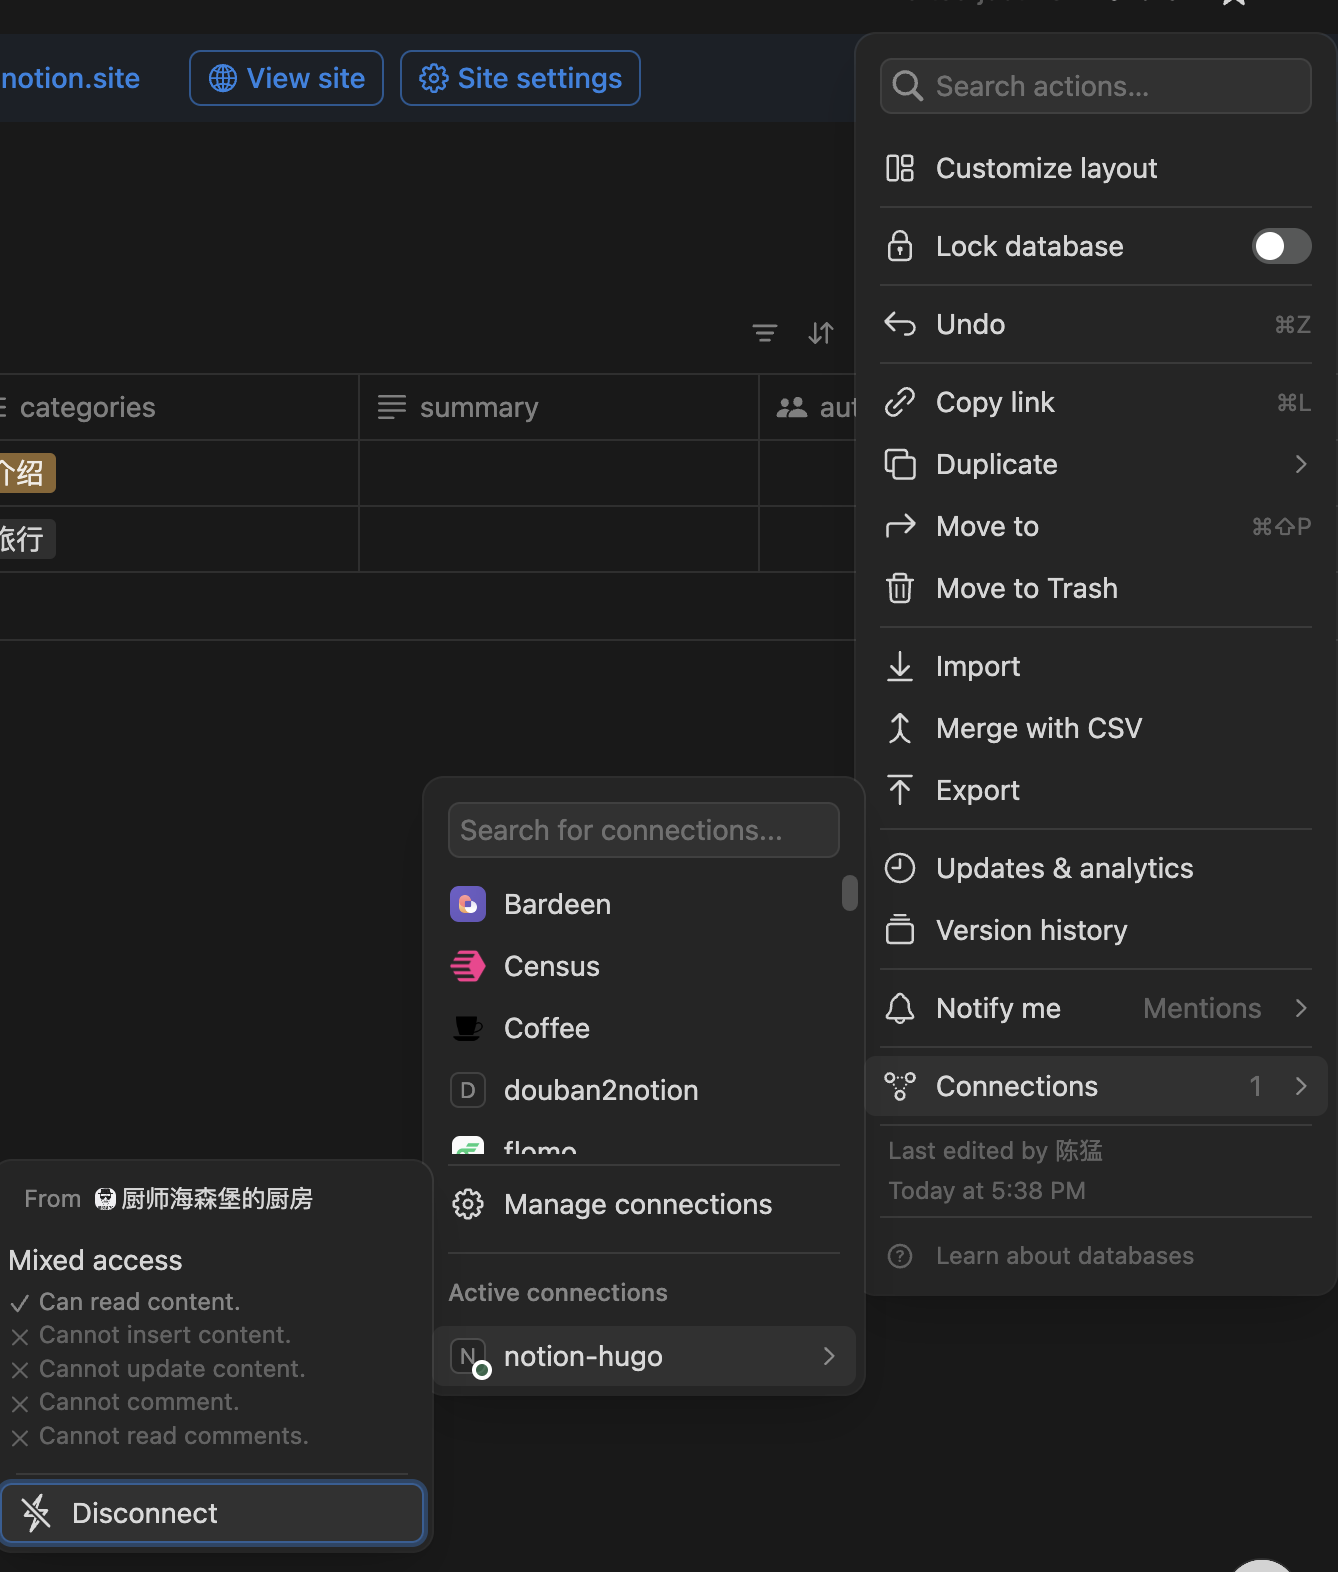 notion.site
View site
Site settings
categories
summary
介绍
旅行
Search actions...
Customize layout
Lock database
Undo ⌘Z
Copy link ⌘L
Duplicate
Move to ⌘⇧P
Move to Trash
Import
Merge with CSV
Export
Updates & analytics
Version history
Notify me Mentions
Connections 1
Last edited by 陈猛
Today at 5:38 PM
Learn about databases
Search for connections...
Bardeen
Census
Coffee
D douban2notion
flomo
Manage connections
Active connections
N notion-hugo
From 厨师海森堡的厨房
Mixed access
Can read content.
Cannot insert content.
Cannot update content.
Cannot comment.
Cannot read comments.
Disconnect